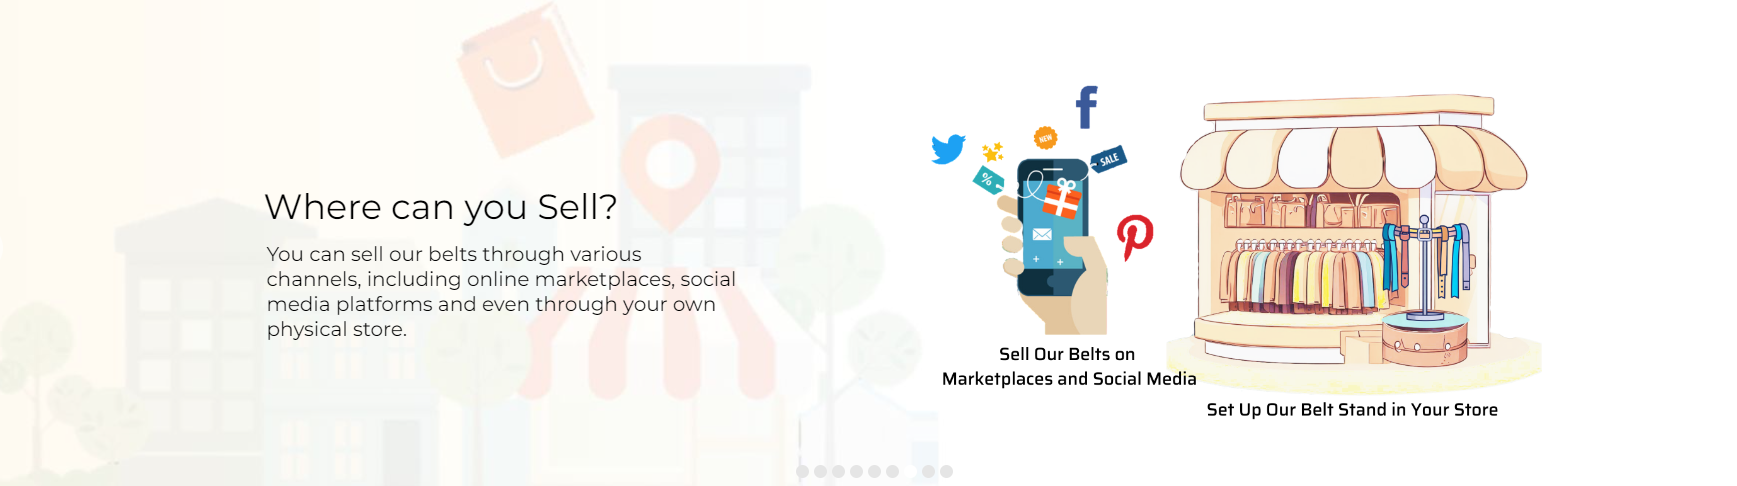 Where can you Sell?
You can sell our belts through various
channels, including online marketplaces, social
media platforms and even through your own
physical store.
NEW
SALE
%
Sell Our Belts on
Marketplaces and Social Media
Set Up Our Belt Stand in Your Store